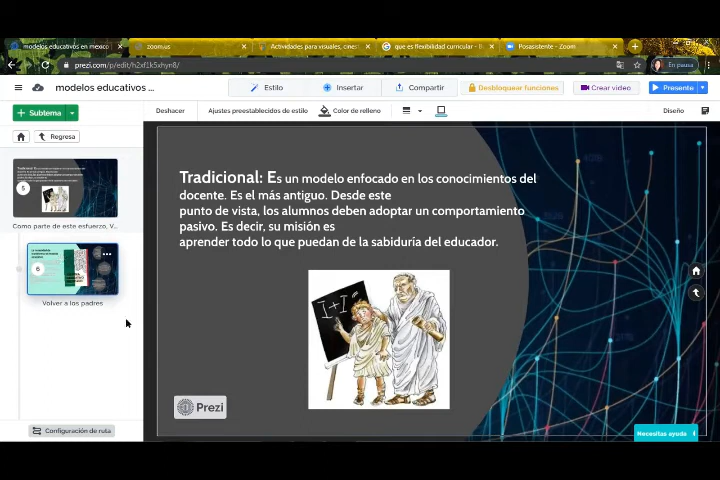 modelos educativos en mexico
zoom.us
Actividades para visuales, cines
que es flexibilidad curricular - B
Posasistente - Zoom
prezi.com/p/edit/h2xf1k5xhyn8/
En pausa
modelos educativos ...
Estilo
Insertar
Compartir
Desbloquear funciones
Crear video
Presente
Subtema
Deshacer
Ajustes preestablecidos de estilo
Color de relleno
Diseño
Regresa
5
Como parte de este esfuerzo, V...
6
Volver a los padres
Configuración de ruta
Tradicional: Es un modelo enfocado en los conocimientos del
docente. Es el más antiguo. Desde este
punto de vista, los alumnos deben adoptar un comportamiento
pasivo. Es decir, su misión es
aprender todo lo que puedan de la sabiduría del educador.
I+I=
Prezi
Necesitas ayuda